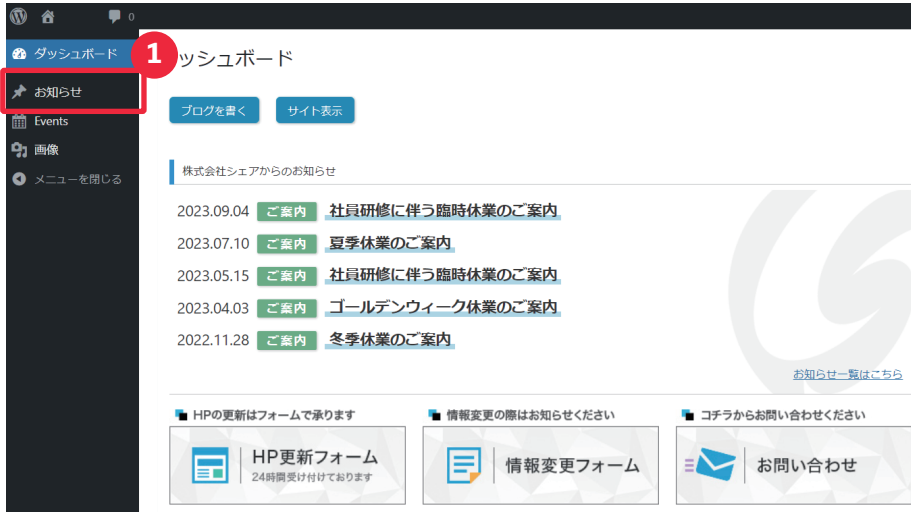 0
ダッシュボード
1
お知らせ
Events
画像
メニューを閉じる
ッシュボード
ブログを書く
サイト表示
株式会社シェアからのお知らせ
2023.09.04 ご案内 社員研修に伴う臨時休業のご案内
2023.07.10 ご案内 夏季休業のご案内
2023.05.15 ご案内 社員研修に伴う臨時休業のご案内
2023.04.03 ご案内 ゴールデンウィーク休業のご案内
2022.11.28 ご案内 冬季休業のご案内
お知らせ一覧はこちら
HPの更新はフォームで承ります
HP更新フォーム
24時間受け付けております
情報変更の際はお知らせください
情報変更フォーム
コチラからお問い合わせください
お問い合わせ